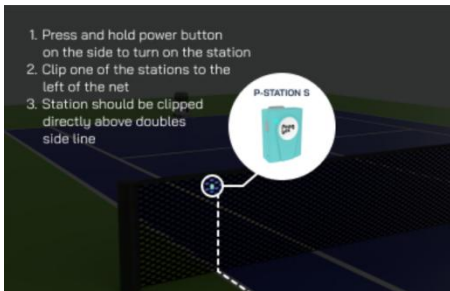 1. Press and hold power button
on the side to turn on the station
2. Clip one of the stations to the
left of the net
3. Station should be clipped
directly above doubles
side line
P-STATION S